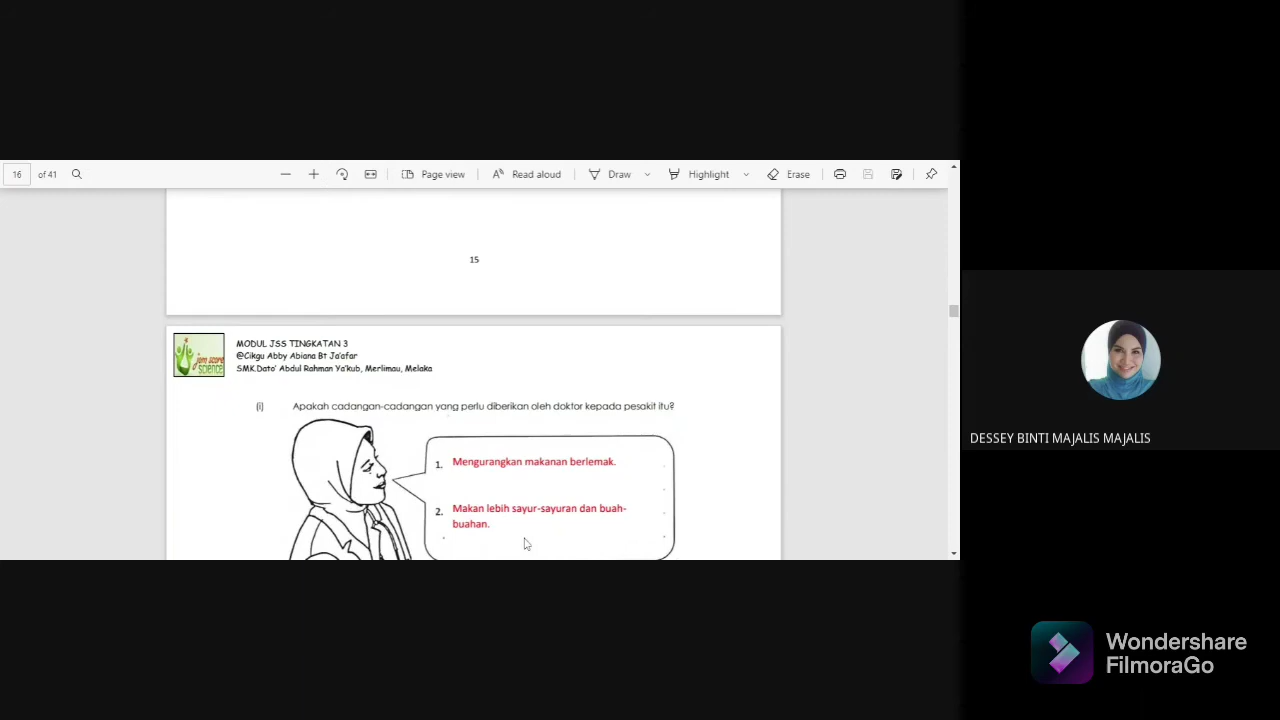 16 of 41 Page view Read aloud Draw Highlight Erase
15
jom score
SCIENCE
MODUL JSS TINGKATAN 3
@Cikgu Abby Abiana Bt Ja'afar
SMK.Dato' Abdul Rahman Ya'kub, Merlimau, Melaka
(i) Apakah cadangan-cadangan yang perlu diberikan oleh doktor kepada pesakit itu?
1. Mengurangkan makanan berlemak.
2. Makan lebih sayur-sayuran dan buah-
buahan.
DESSEY BINTI MAJALIS MAJALIS
Wondershare
FilmoraGo